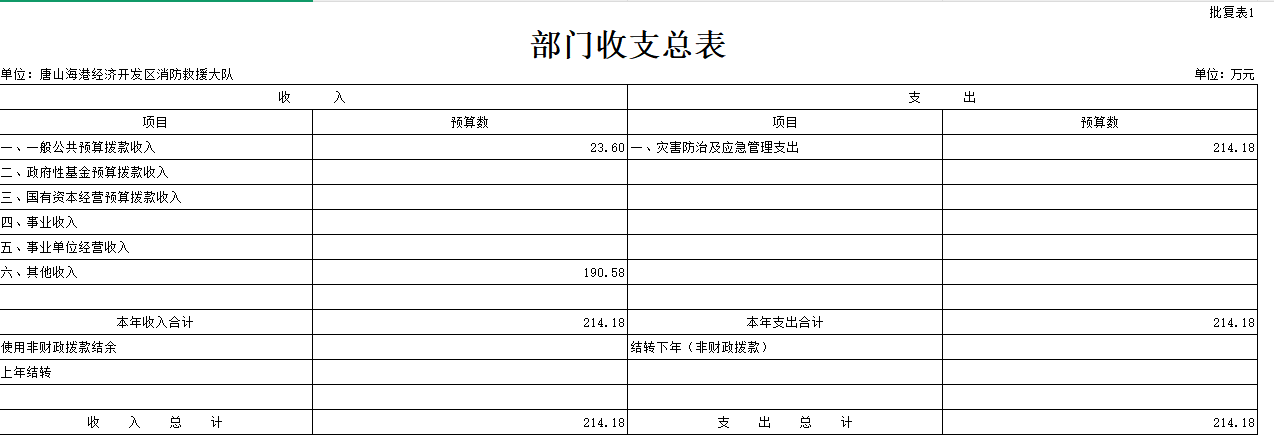 批复表1
部门收支总表
单位：唐山海港经济开发区消防救援大队 单位：万元
收 入 支 出
项目 预算数 项目 预算数
一、一般公共预算拨款收入 23.60 一、灾害防治及应急管理支出 214.18
二、政府性基金预算拨款收入
三、国有资本经营预算拨款收入
四、事业收入
五、事业单位经营收入
六、其他收入 190.58
本年收入合计 214.18 本年支出合计 214.18
使用非财政拨款结余 结转下年（非财政拨款）
上年结转
收 入 总 计 214.18 支 出 总 计 214.18